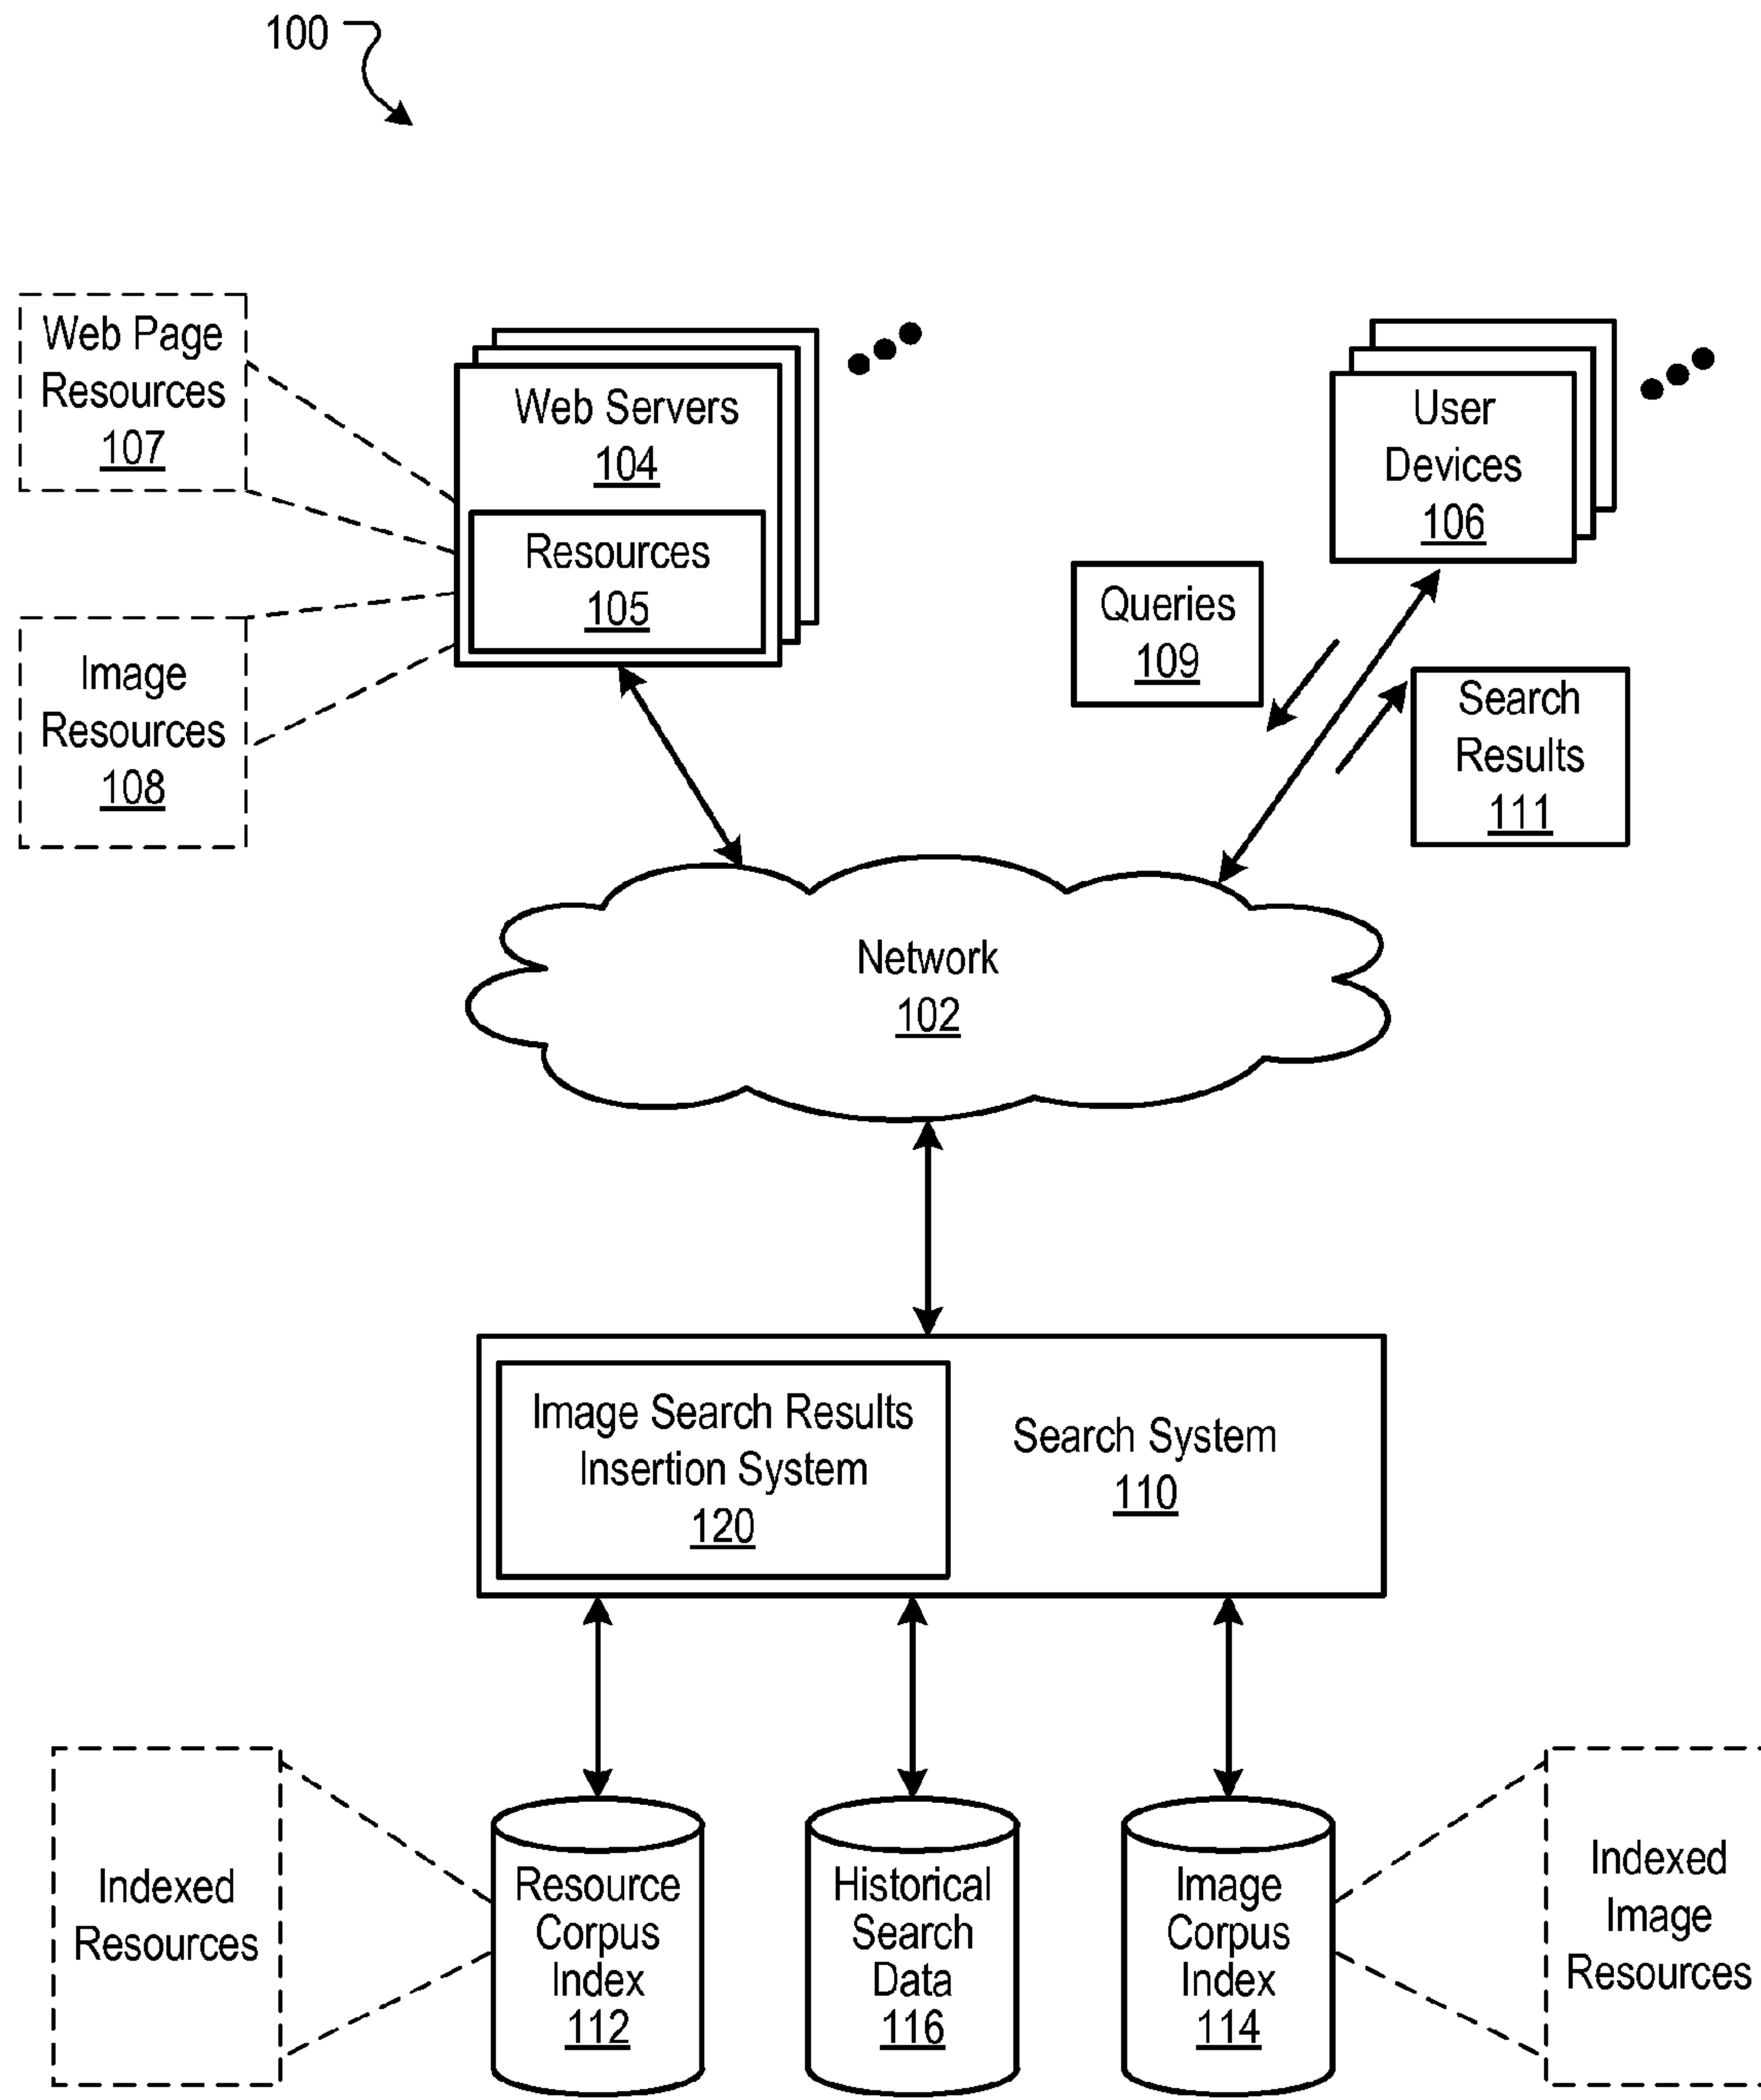 100
Web Page
Resources
107
Web Servers
104
Resources
105
User
Devices
106
Image
Resources
108
Queries
109
Search
Results
111
Network
102
Image Search Results
Insertion System
120
Search System
110
Indexed
Resources
Resource
Corpus
Index
112
Historical
Search
Data
116
Image
Corpus
Index
114
Indexed
Image
Resources